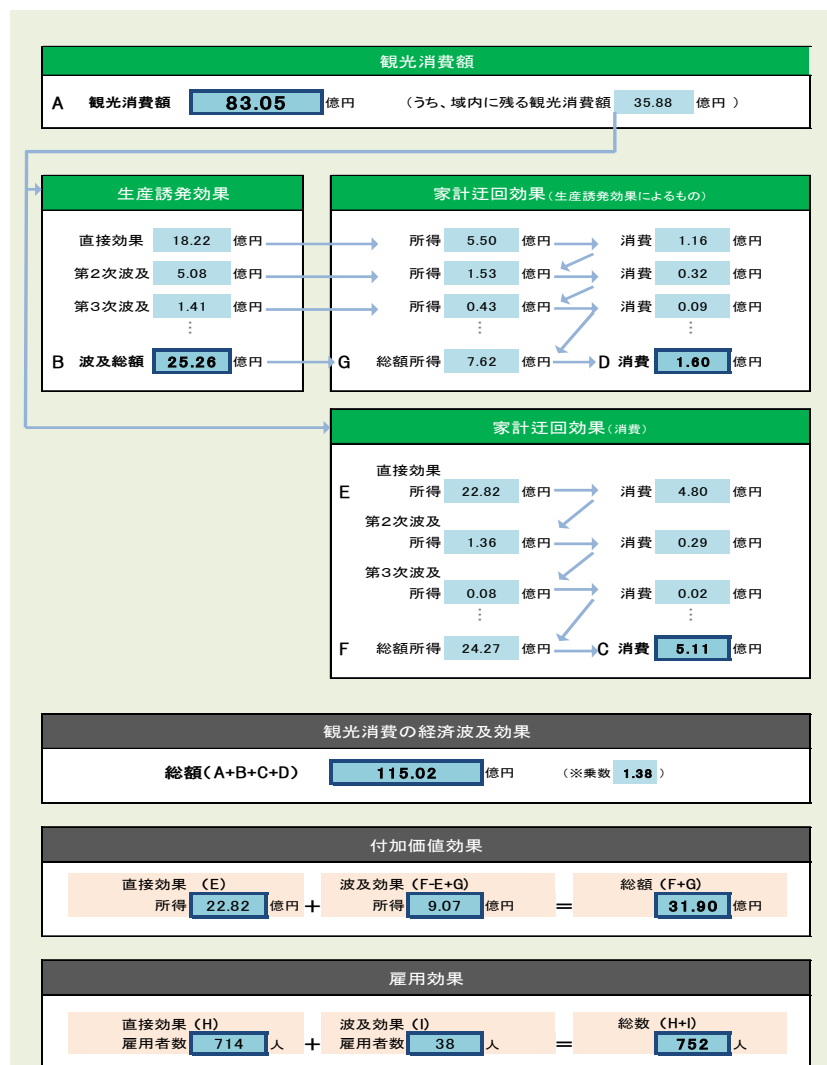 観光消費額
A 観光消費額 83.05 億円 （うち、域内に残る観光消費額 35.88 億円 ）
生産誘発効果
直接効果 18.22 億円
第2次波及 5.08 億円
第3次波及 1.41 億円
⋮
B 波及総額 25.26 億円
家計迂回効果(生産誘発効果によるもの)
所得 5.50 億円 消費 1.16 億円
所得 1.53 億円 消費 0.32 億円
所得 0.43 億円 消費 0.09 億円
⋮ ⋮
G 総額所得 7.62 億円 D 消費 1.60 億円
家計迂回効果(消費)
直接効果
E 所得 22.82 億円 消費 4.80 億円
第2次波及
所得 1.36 億円 消費 0.29 億円
第3次波及
所得 0.08 億円 消費 0.02 億円
⋮ ⋮
F 総額所得 24.27 億円 C 消費 5.11 億円
観光消費の経済波及効果
総額(A+B+C+D) 115.02 億円 （※乗数 1.38 ）
付加価値効果
直接効果 (E) 波及効果 (F-E+G) 総額 (F+G)
所得 22.82 億円 + 所得 9.07 億円 = 31.90 億円
雇用効果
直接効果 (H) 波及効果 (I) 総数 (H+I)
雇用者数 714 人 + 雇用者数 38 人 = 752 人